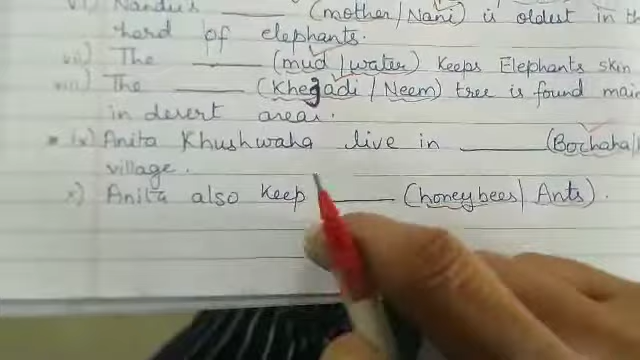 vi) Nandu's _____ (mother/Nani) is oldest in the
herd of elephants.
vii) The _____ (mud/water) keeps Elephants skin
viii) The _____ (Khejadi/Neem) tree is found main
in desert areas.
ix) Anita Khushwaha live in _____ (Bochaha/
village.
x) Anita also keep _____ (honeybees/Ants).